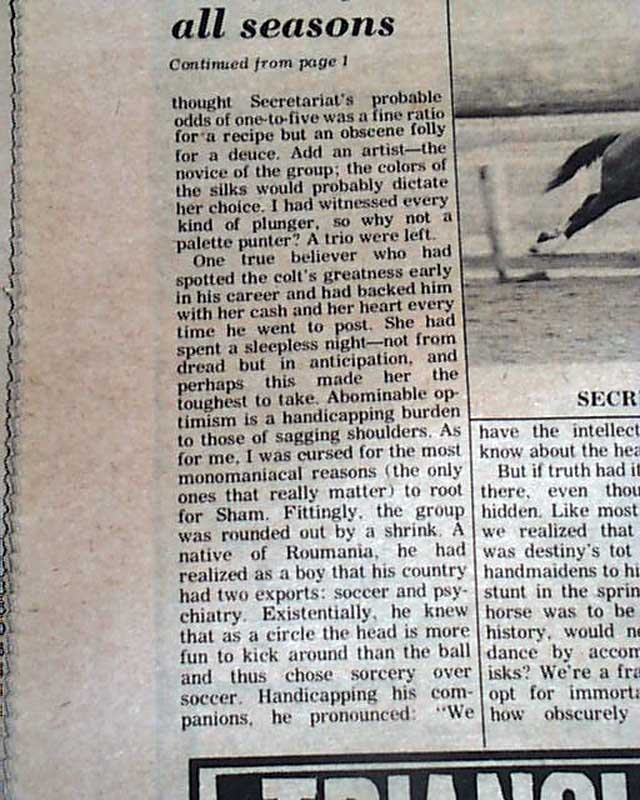 all seasons
Continued from page 1
thought Secretariat's probable
odds of one-to-five was a fine ratio
for a recipe but an obscene folly
for a deuce. Add an artist—the
novice of the group; the colors of
the silks would probably dictate
her choice. I had witnessed every
kind of plunger, so why not a
palette punter? A trio were left.
One true believer who had
spotted the colt's greatness early
in his career and had backed him
with her cash and her heart every
time he went to post. She had
spent a sleepless night—not from
dread but in anticipation, and
perhaps this made her the
toughest to take. Abominable op-
timism is a handicapping burden
to those of sagging shoulders. As
for me, I was cursed for the most
monomaniacal reasons (the only
ones that really matter) to root
for Sham. Fittingly, the group
was rounded out by a shrink. A
native of Roumania, he had
realized as a boy that his country
had two exports: soccer and psy-
chiatry. Existentially, he knew
that as a circle the head is more
fun to kick around than the ball
and thus chose sorcery over
soccer. Handicapping his com-
panions, he pronounced: "We
SECR
have the intellect
know about the hea
But if truth had it
there, even thou
hidden. Like most
we realized that
was destiny's tot
handmaidens to hi
stunt in the sprin
horse was to be
history, would ne
dance by accom
isks? We're a fra
opt for immorta
how obscurely
TRIANGL